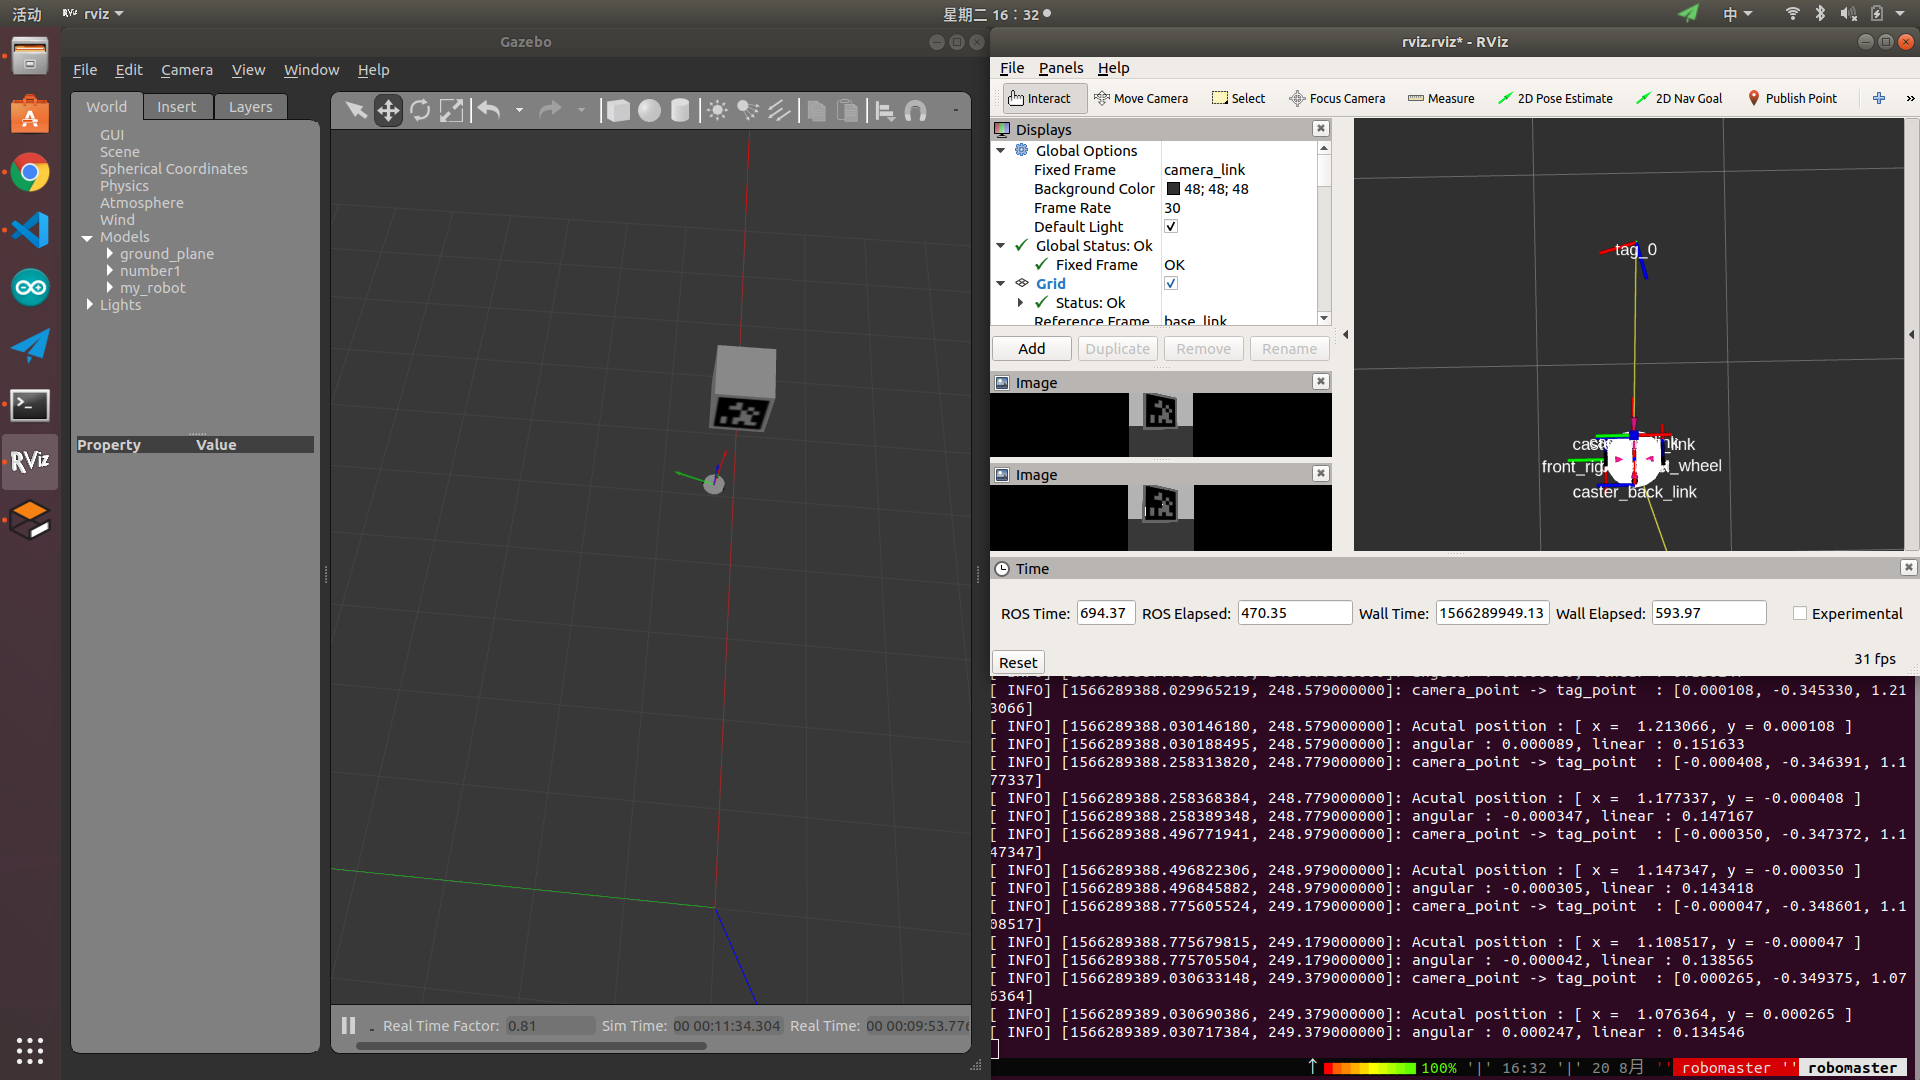 活动 rviz 星期二 16：32 中
Gazebo
File Edit Camera View Window Help
World Insert Layers
GUI
Scene
Spherical Coordinates
Physics
Atmosphere
Wind
Models
ground_plane
number1
my_robot
Lights
Property Value
Real Time Factor: 0.81 Sim Time: 00 00:11:34.304 Real Time: 00 00:09:53.77
rviz.rviz* - RViz
File Panels Help
Interact Move Camera Select Focus Camera Measure 2D Pose Estimate 2D Nav Goal Publish Point
Displays
Global Options
Fixed Frame camera_link
Background Color 48; 48; 48
Frame Rate 30
Default Light
Global Status: Ok
Fixed Frame OK
Grid
Status: Ok
Reference Frame base_link
Add Duplicate Remove Rename
Image
Image
tag_0
caster_back_link
Time
ROS Time: 694.37 ROS Elapsed: 470.35 Wall Time: 1566289949.13 Wall Elapsed: 593.97 Experimental
Reset 31 fps
[ INFO] [1566289388.029965219, 248.579000000]: camera_point -> tag_point  : [0.000108, -0.345330, 1.21
3066]
[ INFO] [1566289388.030146180, 248.579000000]: Acutal position : [ x =  1.213066, y = 0.000108 ]
[ INFO] [1566289388.030188495, 248.579000000]: angular : 0.000089, linear : 0.151633
[ INFO] [1566289388.258313820, 248.779000000]: camera_point -> tag_point  : [-0.000408, -0.346391, 1.1
77337]
[ INFO] [1566289388.258368384, 248.779000000]: Acutal position : [ x =  1.177337, y = -0.000408 ]
[ INFO] [1566289388.258389348, 248.779000000]: angular : -0.000347, linear : 0.147167
[ INFO] [1566289388.496771941, 248.979000000]: camera_point -> tag_point  : [-0.000350, -0.347372, 1.1
47347]
[ INFO] [1566289388.496822306, 248.979000000]: Acutal position : [ x =  1.147347, y = -0.000350 ]
[ INFO] [1566289388.496845882, 248.979000000]: angular : -0.000305, linear : 0.143418
[ INFO] [1566289388.775605524, 249.179000000]: camera_point -> tag_point  : [-0.000047, -0.348601, 1.1
08517]
[ INFO] [1566289388.775679815, 249.179000000]: Acutal position : [ x =  1.108517, y = -0.000047 ]
[ INFO] [1566289388.775705504, 249.179000000]: angular : -0.000042, linear : 0.138565
[ INFO] [1566289389.030633148, 249.379000000]: camera_point -> tag_point  : [0.000265, -0.349375, 1.07
6364]
[ INFO] [1566289389.030690386, 249.379000000]: Acutal position : [ x =  1.076364, y = 0.000265 ]
[ INFO] [1566289389.030717384, 249.379000000]: angular : 0.000247, linear : 0.134546
↑ 100% '|' 16:32 '|' 20 8月 '' robomaster '' robomaster